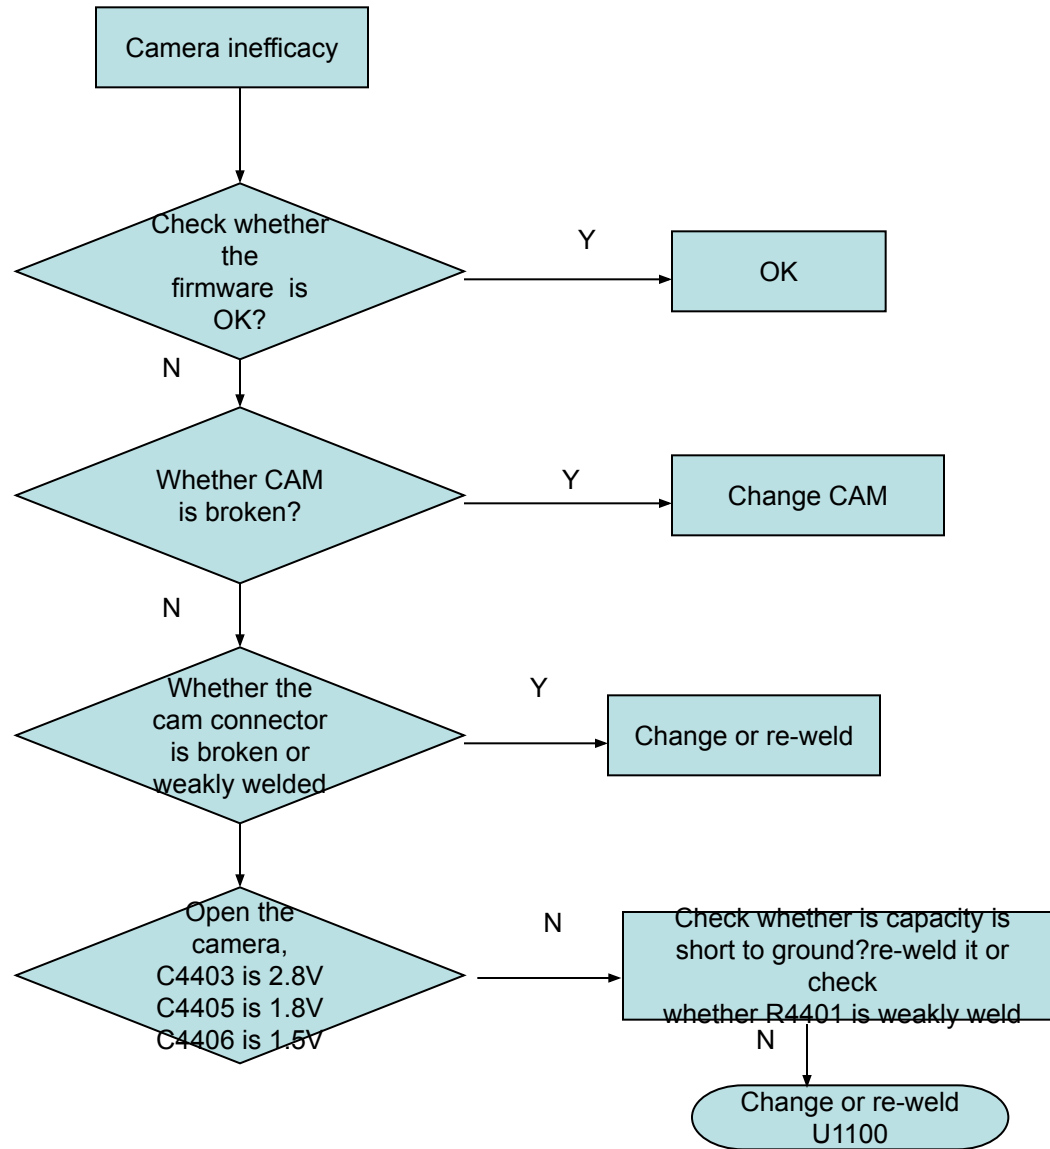 Camera inefficacy
Check whether
the
firmware  is
OK?
Y
OK
N
Whether CAM
is broken?
Y
Change CAM
N
Whether the
cam connector
is broken or
weakly welded
Y
Change or re-weld
Open the
camera,
C4403 is 2.8V
C4405 is 1.8V
C4406 is 1.5V
N
Check whether is capacity is
short to ground?re-weld it or
check
whether R4401 is weakly weld
N
Change or re-weld
U1100